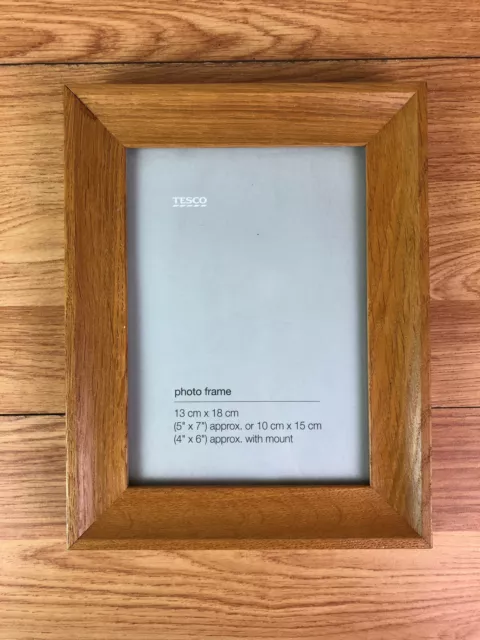 TESCO
photo frame
13 cm x 18 cm
(5" x 7") approx. or 10 cm x 15 cm
(4" x 6") approx. with mount